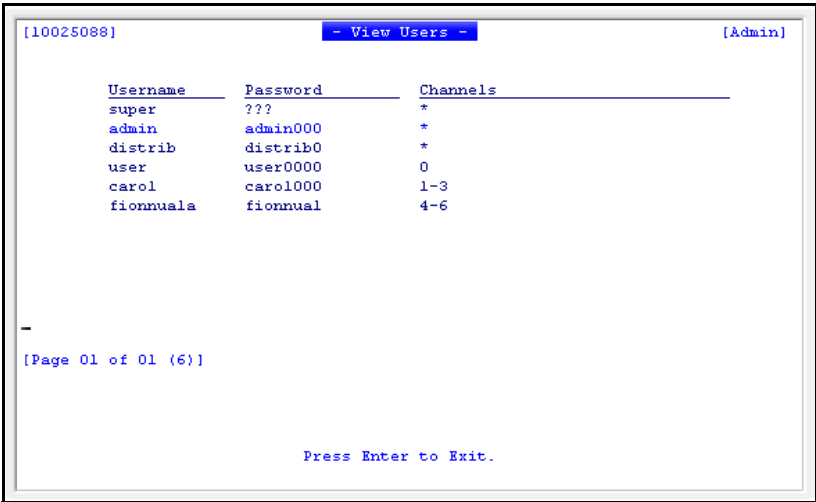 [10025088] - View Users - [Admin]
Username Password Channels
super ??? *
admin admin000 *
distrib distrib0 *
user user0000 0
carol carol000 1-3
fionnuala fionnual 4-6
[Page 01 of 01 (6)]
Press Enter to Exit.